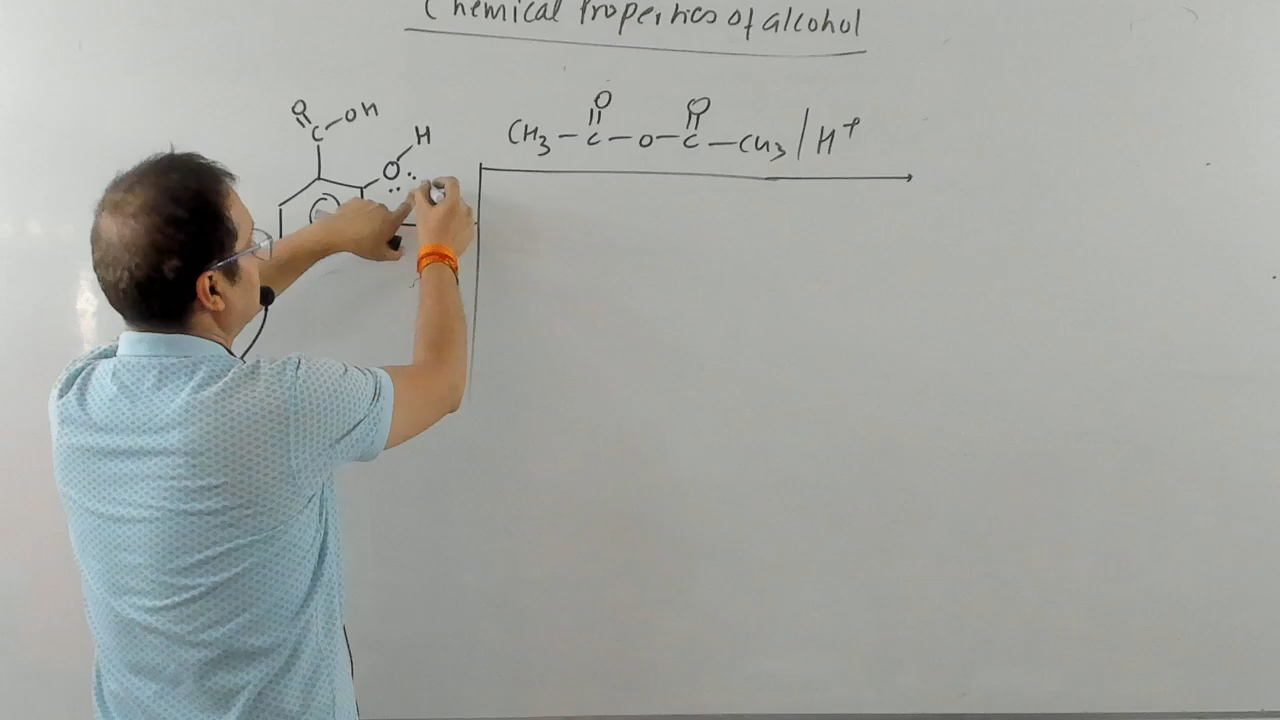 Chemical Properties of alcohol
O
C - OH
O H
O O
CH3 - C - O - C - CH3 / H+